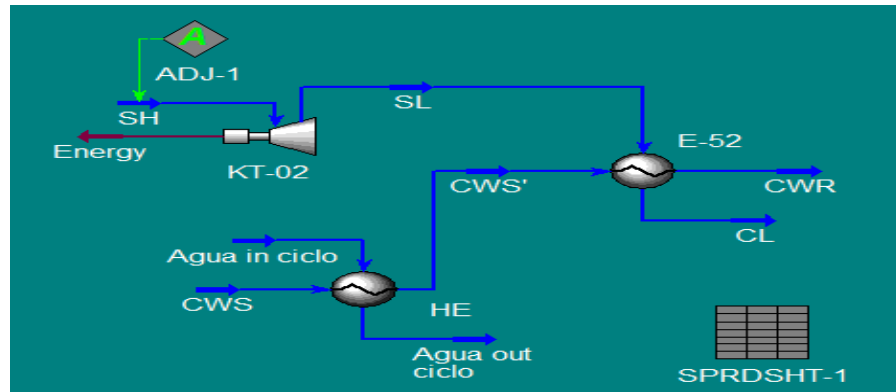 A
ADJ-1
SH
SL
Energy
KT-02
E-52
CWS'
CWR
CL
Agua in ciclo
CWS
HE
Agua out
ciclo
SPRDSHT-1